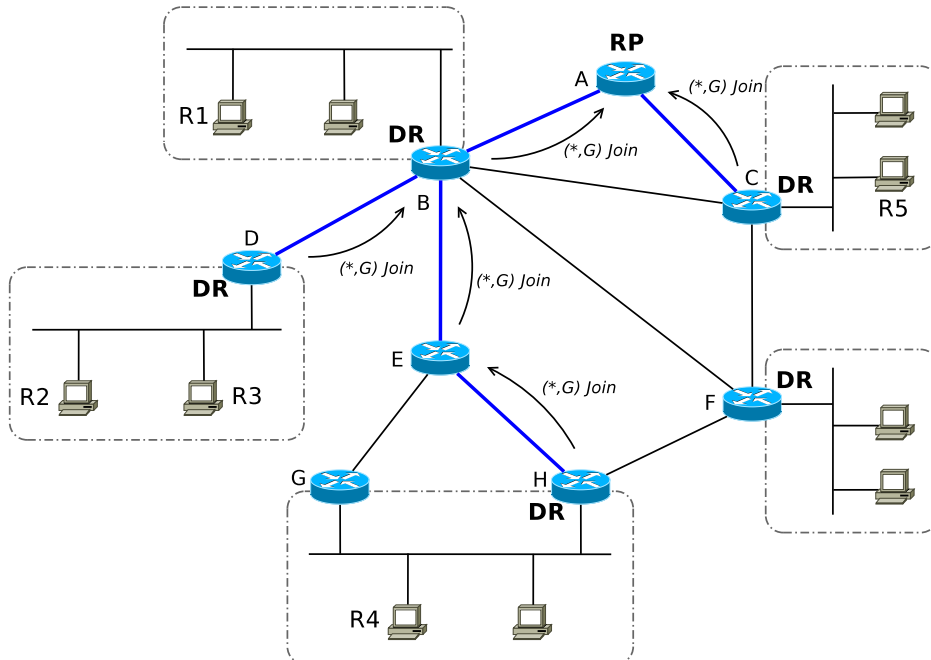 RP
A
(*,G) Join
R1
DR
(*,G) Join
C
DR
B
R5
D
(*,G) Join
(*,G) Join
DR
E
DR
(*,G) Join
R2
R3
F
G
H
DR
R4